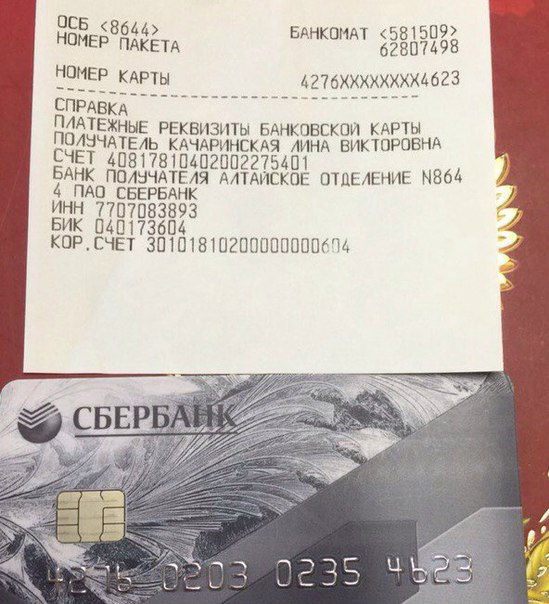 ОСБ <8644> БАНКОМАТ <581509>
НОМЕР ПАКЕТА 62807498
НОМЕР КАРТЫ 4276XXXXXXXX4623
СПРАВКА
ПЛАТЕЖНЫЕ РЕКВИЗИТЫ БАНКОВСКОЙ КАРТЫ
ПОЛУЧАТЕЛЬ КАЧАРИНСКАЯ ЛИНА ВИКТОРОВНА
СЧЕТ 40817810402002275401
БАНК ПОЛУЧАТЕЛЯ АЛТАЙСКОЕ ОТДЕЛЕНИЕ N864
4 ПАО СБЕРБАНК
ИНН 7707083893
БИК 040173604
КОР.СЧЕТ 30101810200000000604
СБЕРБАНК
4276 0203 0235 4623